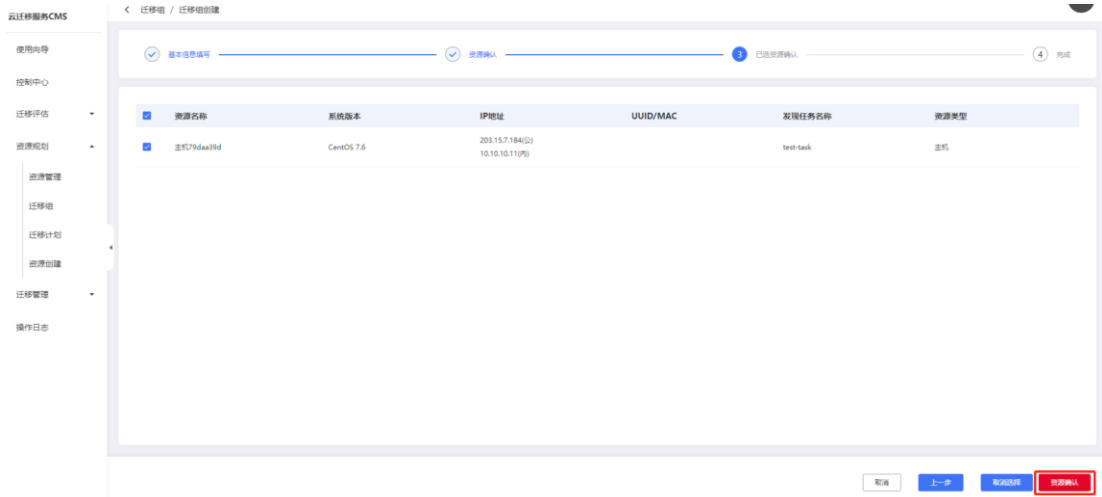 云迁移服务CMS
迁移组 / 迁移组创建
使用向导
控制中心
迁移评估
资源规划
资源管理
迁移组
迁移计划
资源创建
迁移管理
操作日志
基本信息填写
资源确认
3 已选资源确认
4 完成
资源名称 系统版本 IP地址 UUID/MAC 发现任务名称 资源类型
主机79daa39d CentOS 7.6 203.15.7.184(公) test-task 主机
10.10.10.11(内)
取消 上一步 取消选择 资源确认